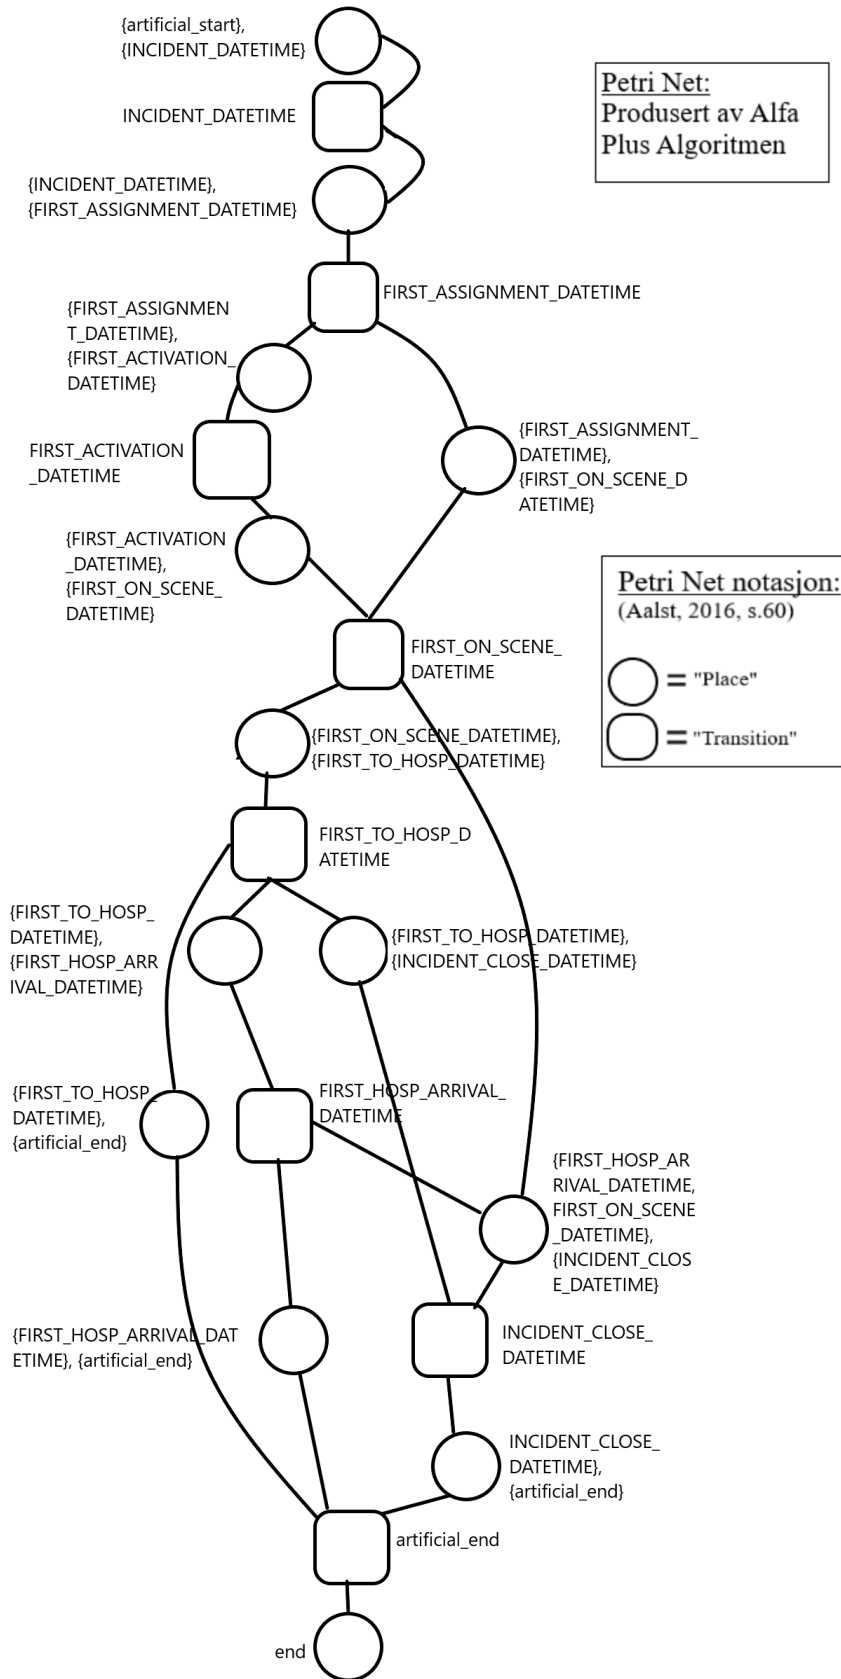 {artificial_start},
{INCIDENT_DATETIME}
INCIDENT_DATETIME
Petri Net:
Produsert av Alfa
Plus Algoritmen
{INCIDENT_DATETIME},
{FIRST_ASSIGNMENT_DATETIME}
FIRST_ASSIGNMENT_DATETIME
{FIRST_ASSIGNMEN
T_DATETIME},
{FIRST_ACTIVATION_
DATETIME}
FIRST_ACTIVATION
_DATETIME
{FIRST_ASSIGNMENT_
DATETIME},
{FIRST_ON_SCENE_D
ATETIME}
{FIRST_ACTIVATION
_DATETIME},
{FIRST_ON_SCENE_
DATETIME}
Petri Net notasjon:
(Aalst, 2016, s.60)
= "Place"
= "Transition"
FIRST_ON_SCENE_
DATETIME
{FIRST_ON_SCENE_DATETIME},
{FIRST_TO_HOSP_DATETIME}
FIRST_TO_HOSP_D
ATETIME
{FIRST_TO_HOSP_
DATETIME},
{FIRST_HOSP_ARR
IVAL_DATETIME}
{FIRST_TO_HOSP_DATETIME},
{INCIDENT_CLOSE_DATETIME}
{FIRST_TO_HOSP_
DATETIME},
{artificial_end}
FIRST_HOSP_ARRIVAL_
DATETIME
{FIRST_HOSP_AR
RIVAL_DATETIME,
FIRST_ON_SCENE
_DATETIME},
{INCIDENT_CLOS
E_DATETIME}
{FIRST_HOSP_ARRIVAL_DAT
ETIME}, {artificial_end}
INCIDENT_CLOSE_
DATETIME
INCIDENT_CLOSE_
DATETIME},
{artificial_end}
artificial_end
end